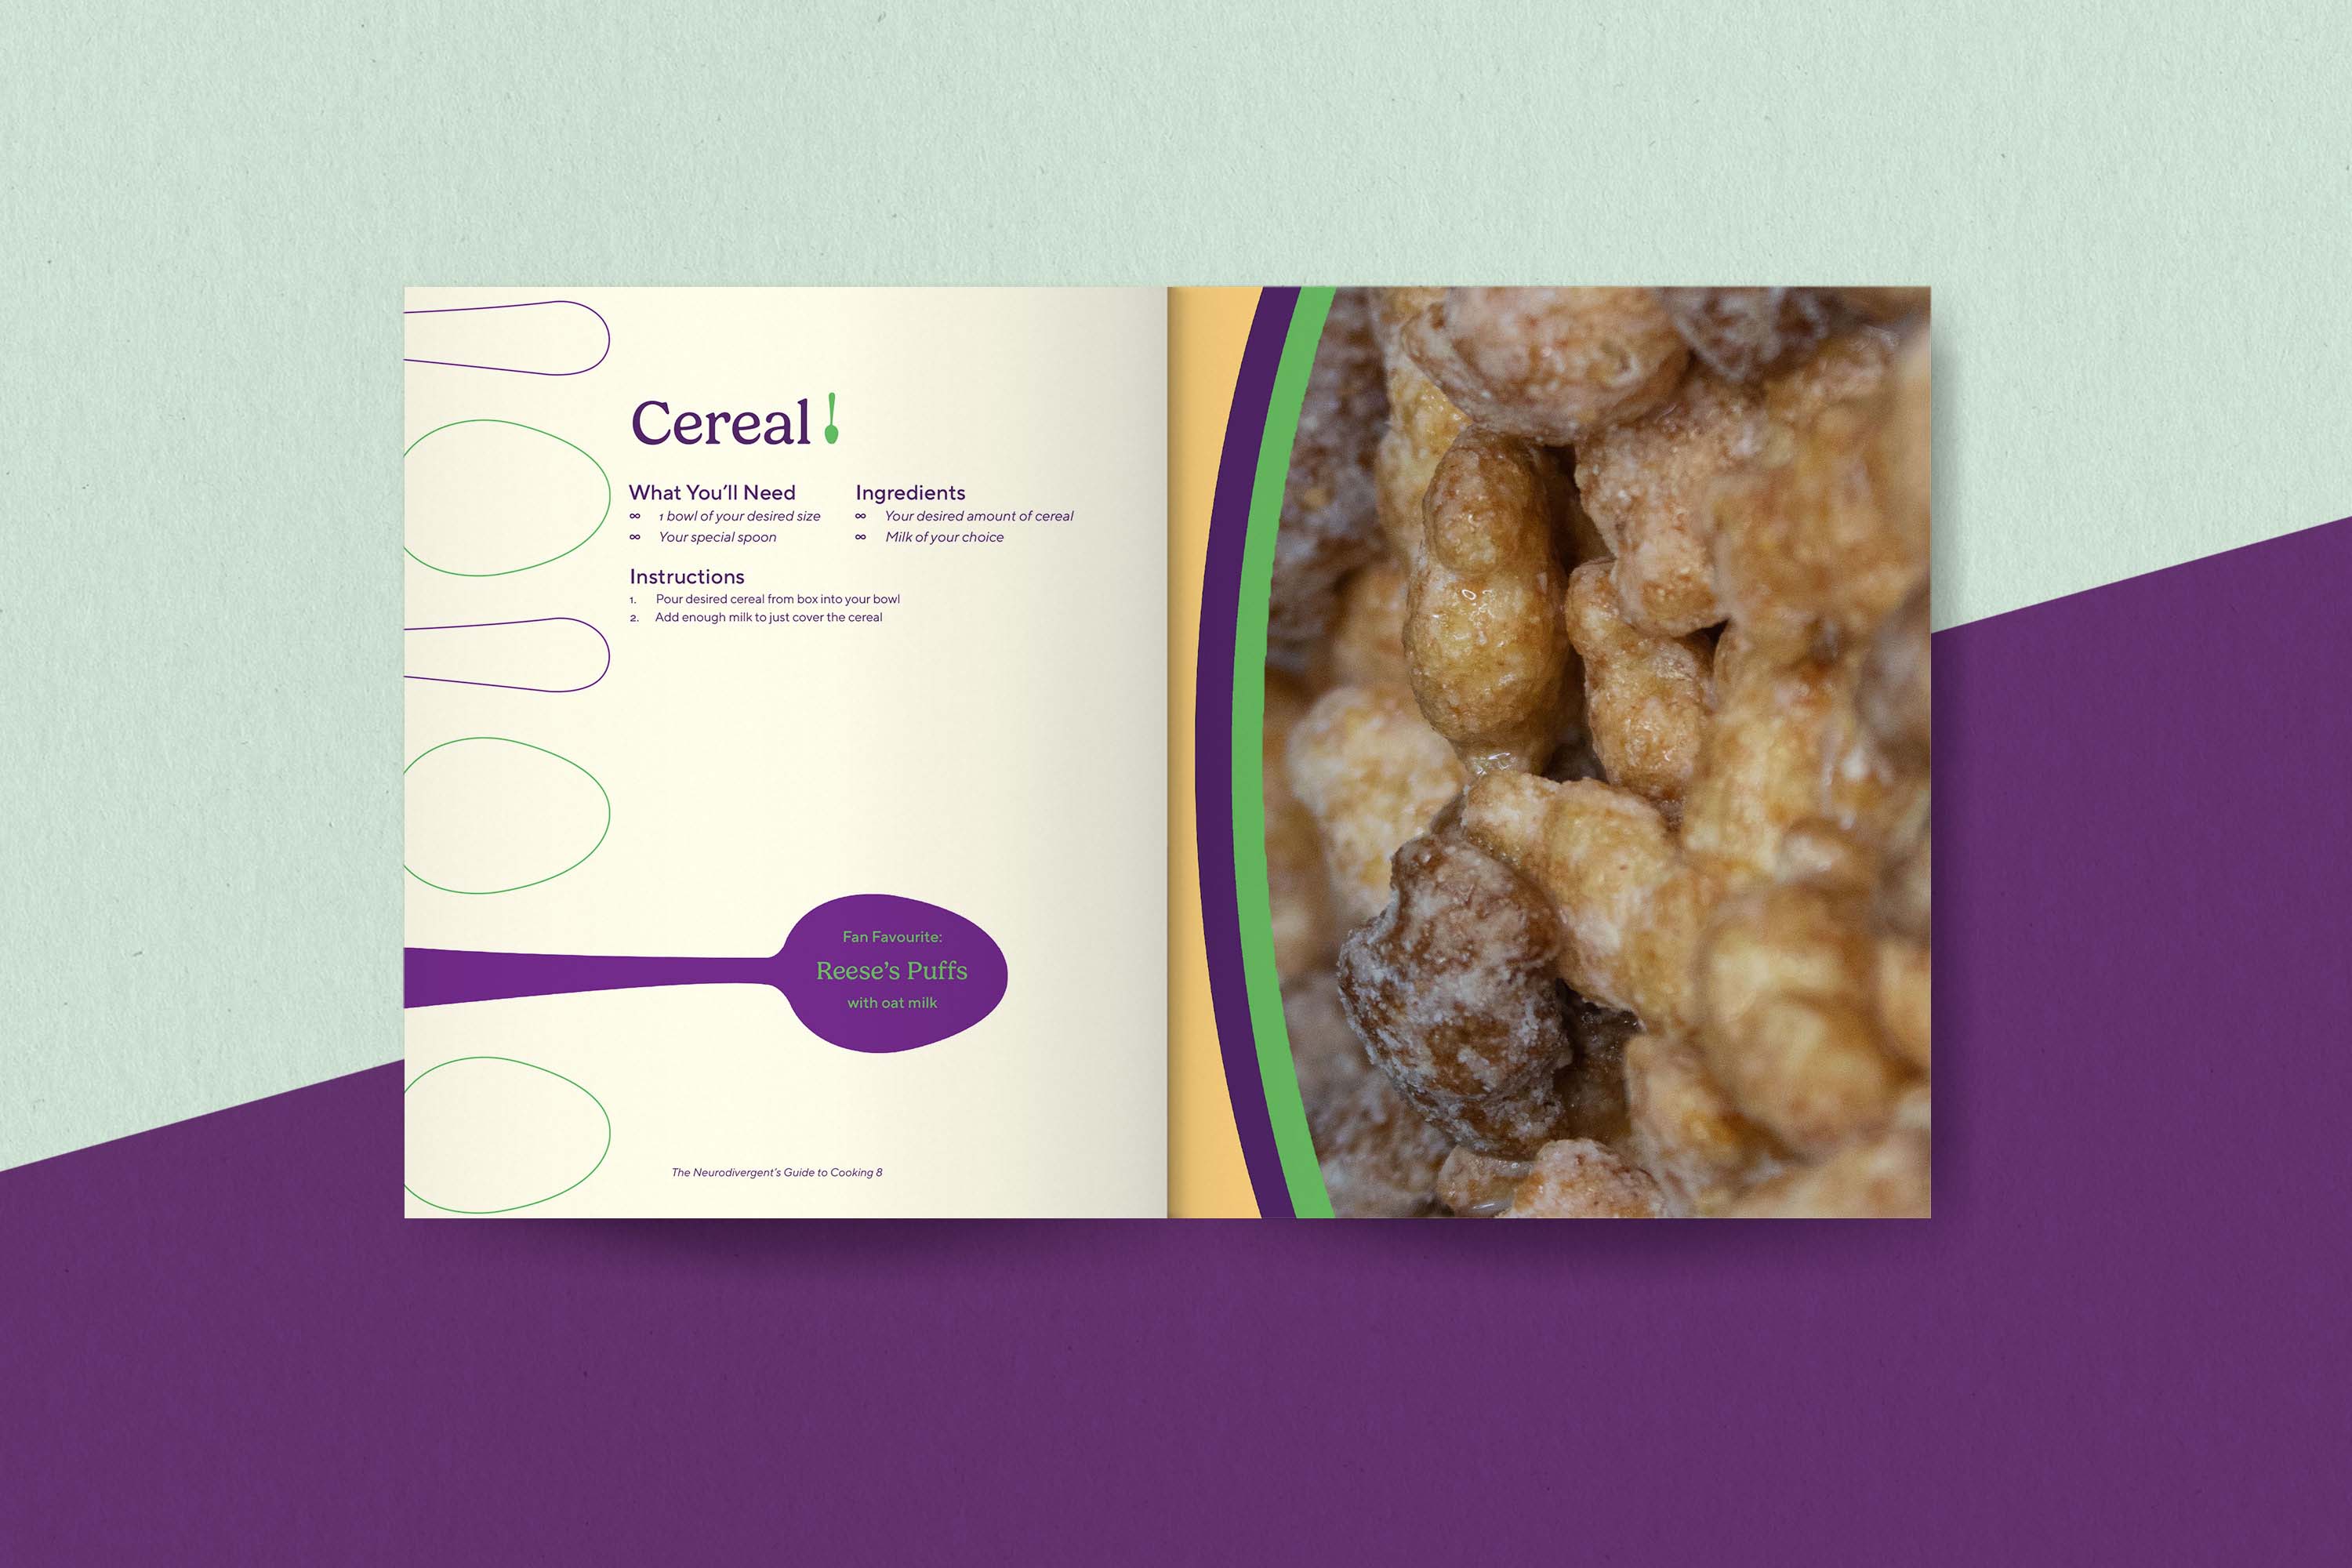 Cereal!
What You'll Need
∞ 1 bowl of your desired size
∞ Your special spoon
Ingredients
∞ Your desired amount of cereal
∞ Milk of your choice
Instructions
1. Pour desired cereal from box into your bowl
2. Add enough milk to just cover the cereal
Fan Favourite:
Reese's Puffs
with oat milk
The Neurodivergent's Guide to Cooking 8